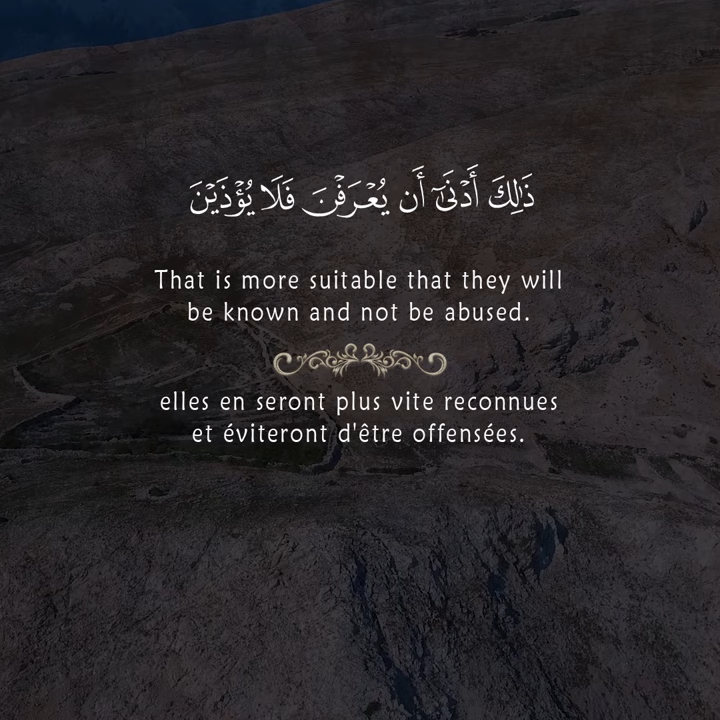 ذَٰلِكَ أَدْنَىٰٓ أَن يُعْرَفْنَ فَلَا يُؤْذَيْنَ
That is more suitable that they will
be known and not be abused.
elles en seront plus vite reconnues
et éviteront d'être offensées.